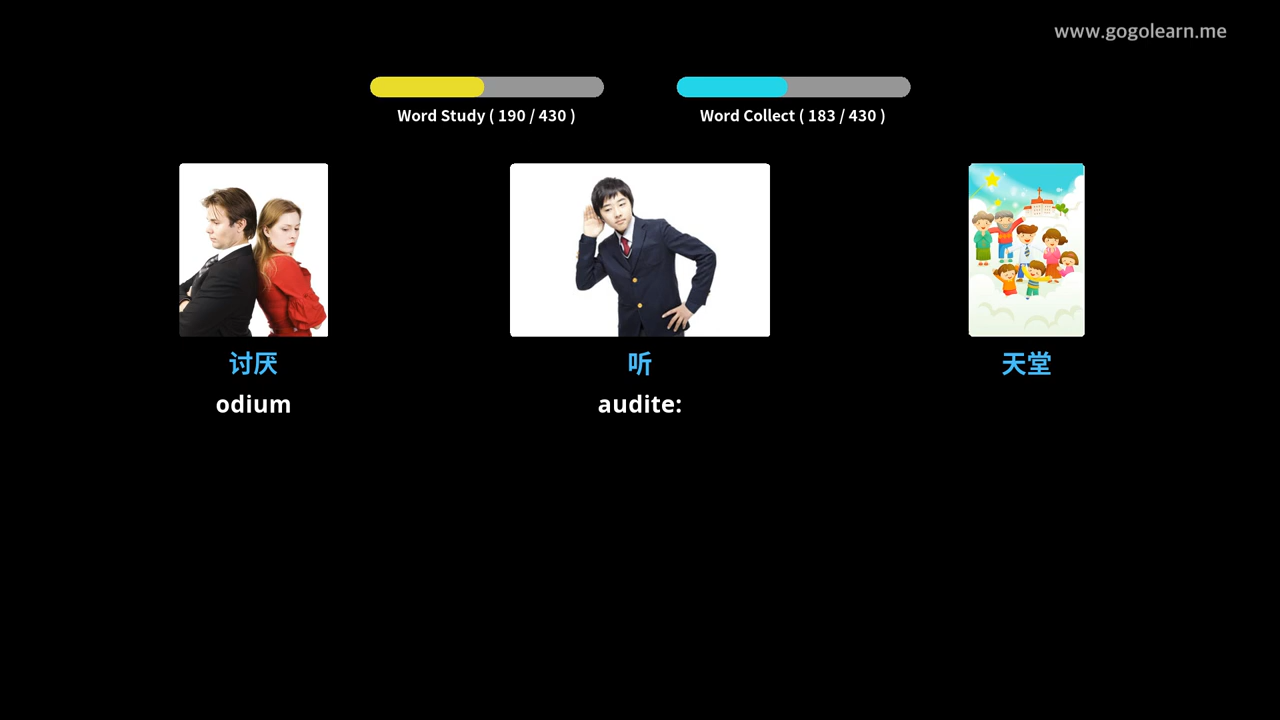 www.gogolearn.me
Word Study ( 190 / 430 )
Word Collect ( 183 / 430 )
讨厌
听
天堂
odium
audite: